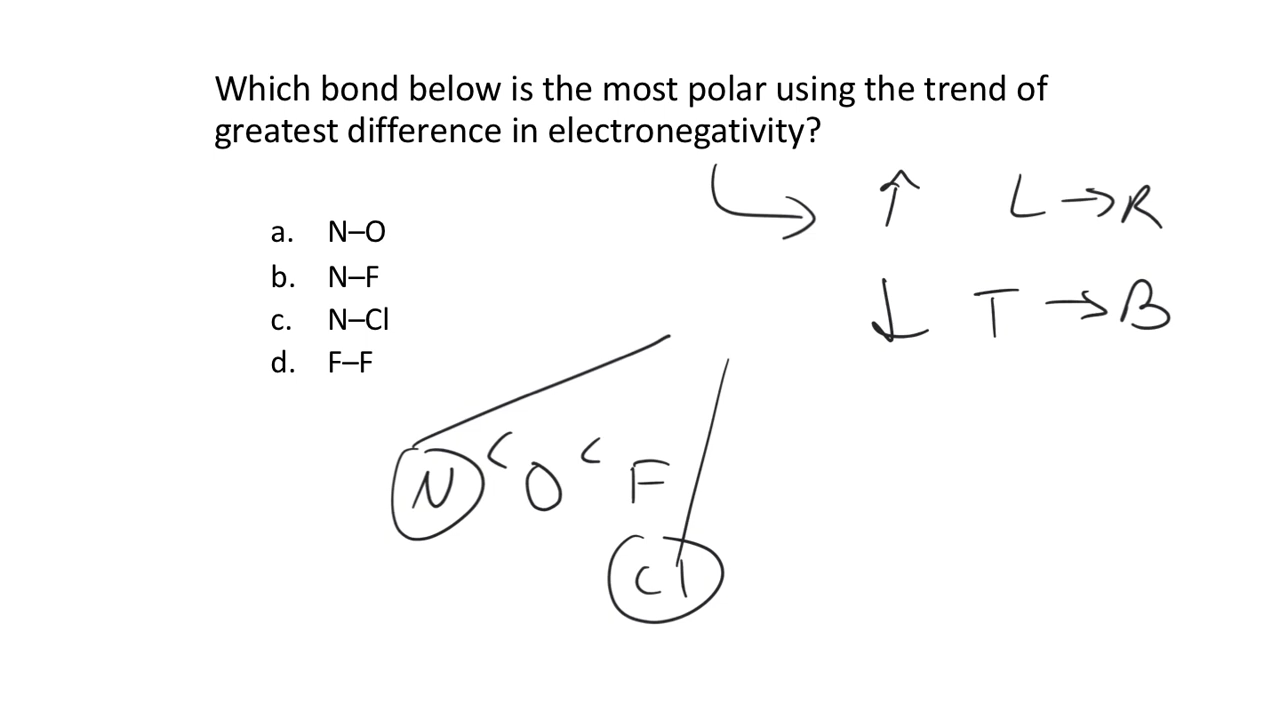 Which bond below is the most polar using the trend of
greatest difference in electronegativity?
↑ L → R
a. N–O
b. N–F
↓ T → B
c. N–Cl
d. F–F
N < O < F
Cl